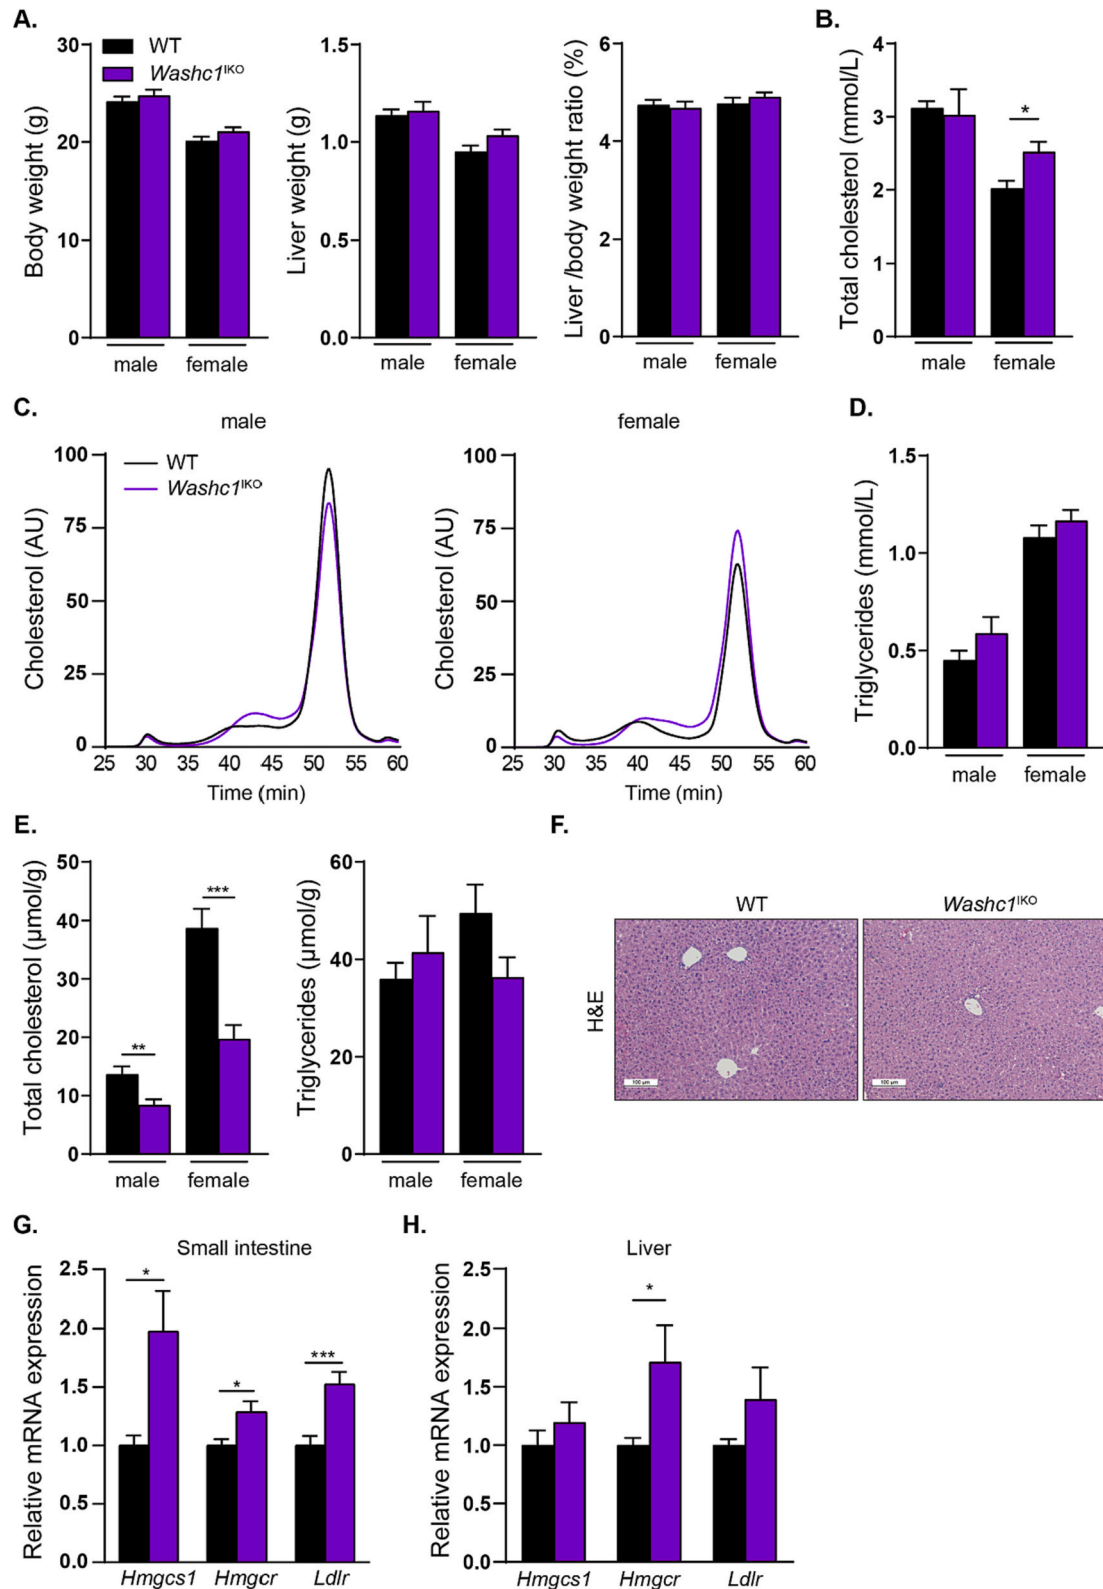 A.
B.
WT
Washc1IKO
Body weight (g)
30
20
10
0
male
female
Liver weight (g)
1.5
1.0
0.5
0.0
male
female
Liver /body weight ratio (%)
6
4
2
0
male
female
Total cholesterol (mmol/L)
4
3
2
1
0
*
male
female
C.
D.
male
WT
Washc1IKO
Cholesterol (AU)
100
75
50
25
0
25 30 35 40 45 50 55 60
Time (min)
female
Cholesterol (AU)
100
75
50
25
0
25 30 35 40 45 50 55 60
Time (min)
Triglycerides (mmol/L)
1.5
1.0
0.5
0.0
male
female
E.
F.
Total cholesterol (µmol/g)
50
40
30
20
10
0
**
***
male
female
Triglycerides (µmol/g)
60
40
20
0
male
female
WT
Washc1IKO
H&E
100 µm
100 µm
G.
H.
Small intestine
Relative mRNA expression
2.5
2.0
1.5
1.0
0.5
0.0
*
*
***
Hmgcs1 Hmgcr Ldlr
Liver
Relative mRNA expression
2.5
2.0
1.5
1.0
0.5
0.0
*
Hmgcs1 Hmgcr Ldlr